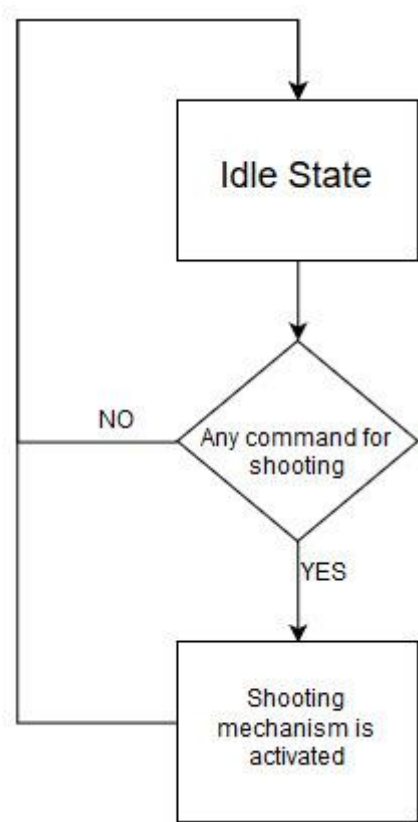 Idle State
NO
Any command for
shooting
YES
Shooting
mechanism is
activated